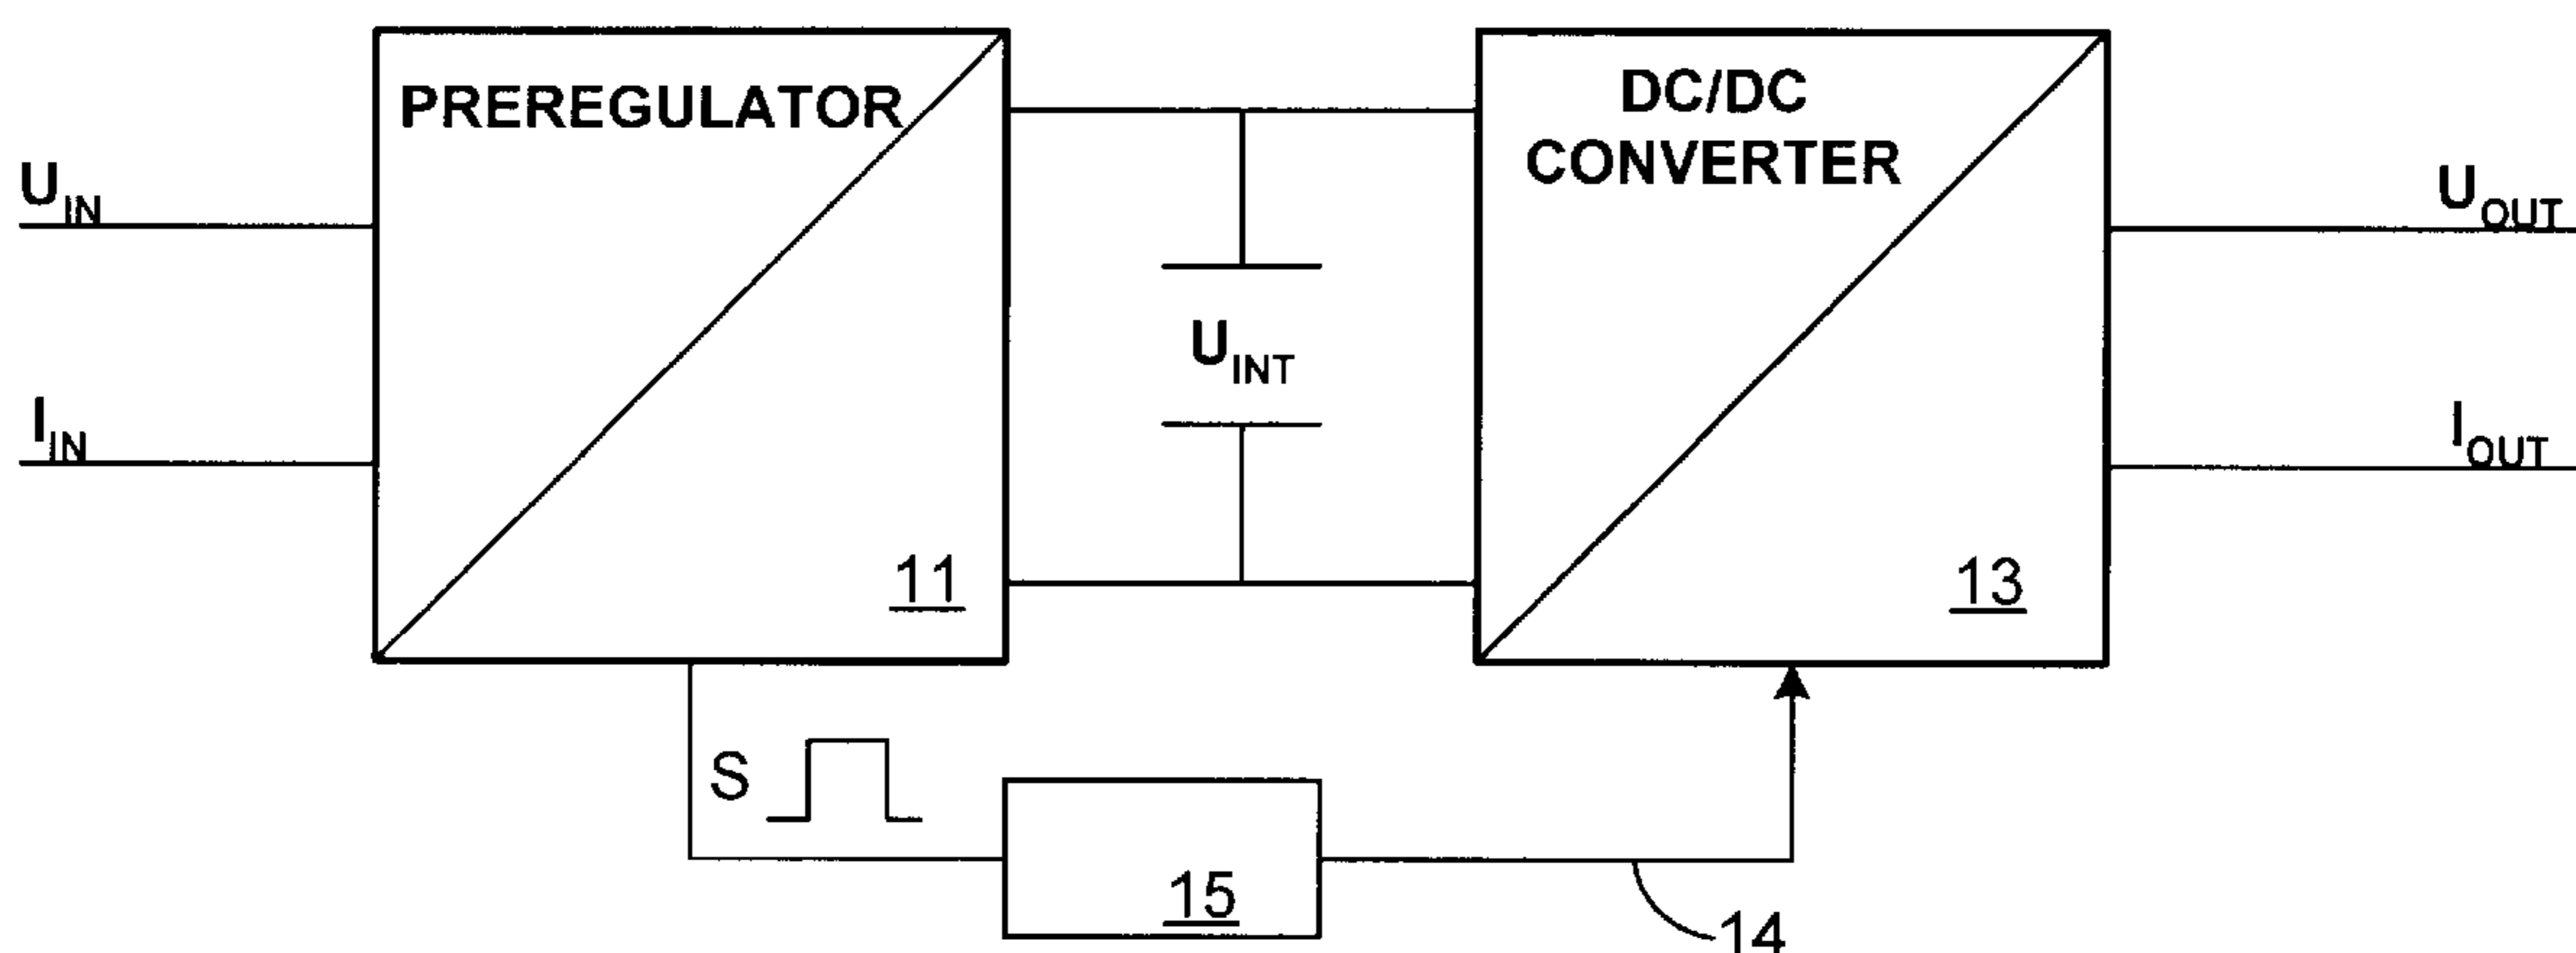 PREREGULATOR
DC/DC
CONVERTER
U_IN
U_OUT
U_INT
I_IN
I_OUT
11
13
S
15
14